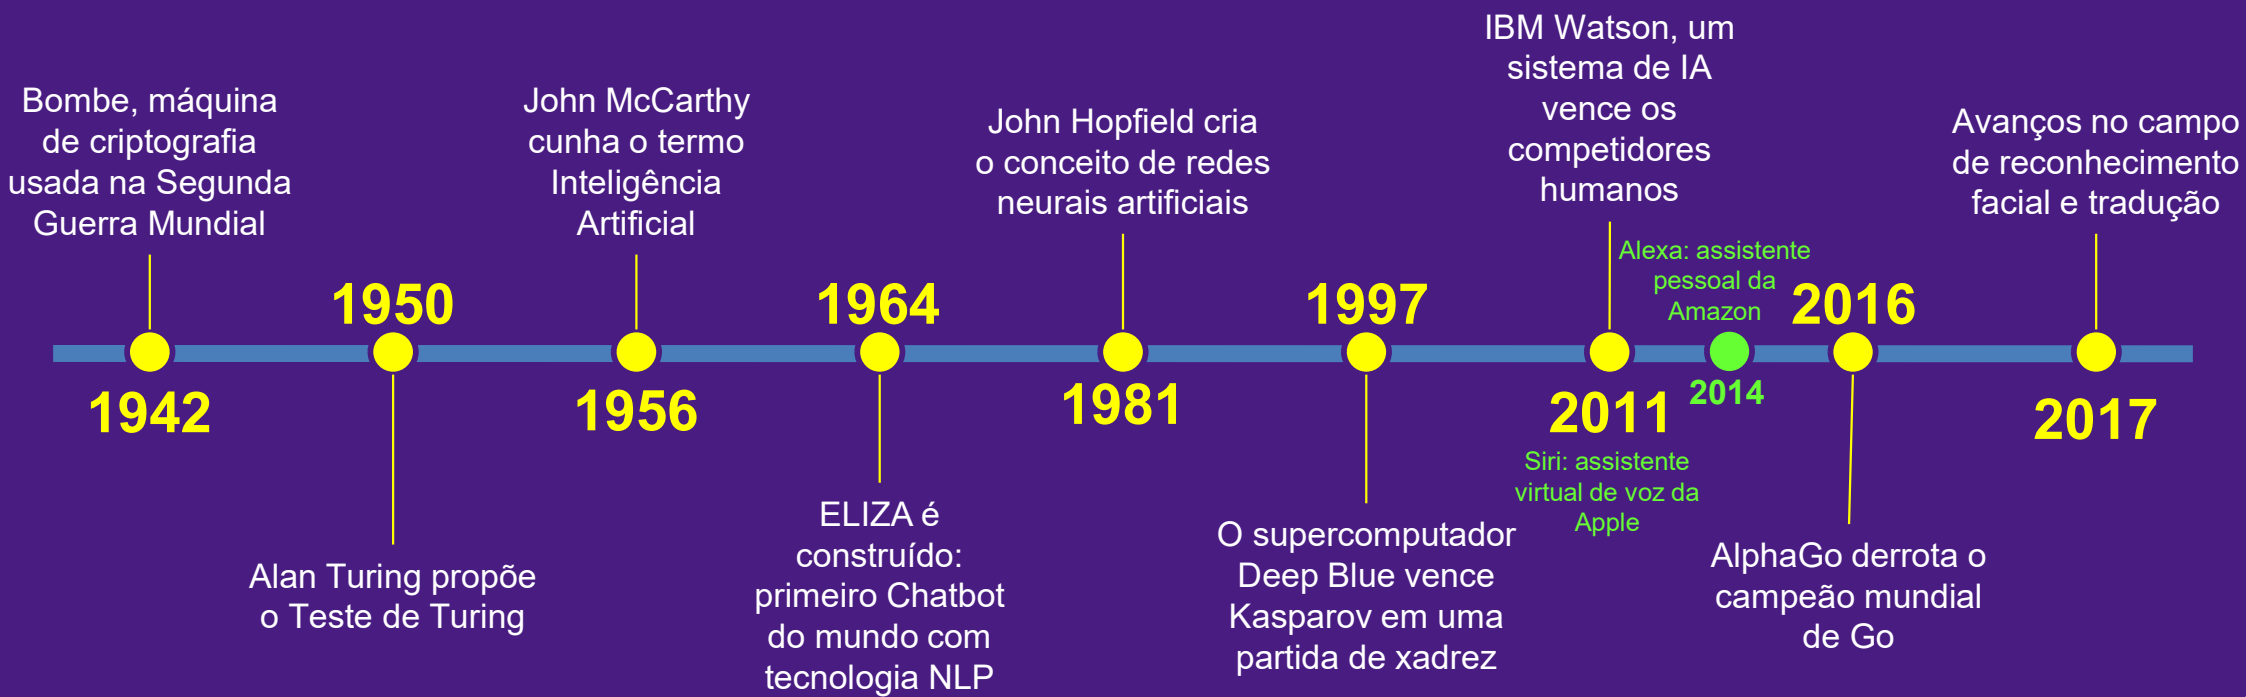 Bombe, máquina
de criptografia
usada na Segunda
Guerra Mundial
1942
1950
Alan Turing propõe
o Teste de Turing
John McCarthy
cunha o termo
Inteligência
Artificial
1956
1964
ELIZA é
construído:
primeiro Chatbot
do mundo com
tecnologia NLP
John Hopfield cria
o conceito de redes
neurais artificiais
1981
1997
O supercomputador
Deep Blue vence
Kasparov em uma
partida de xadrez
IBM Watson, um
sistema de IA
vence os
competidores
humanos
2011
Siri: assistente
virtual de voz da
Apple
Alexa: assistente
pessoal da
Amazon
2014
2016
AlphaGo derrota o
campeão mundial
de Go
Avanços no campo
de reconhecimento
facial e tradução
2017